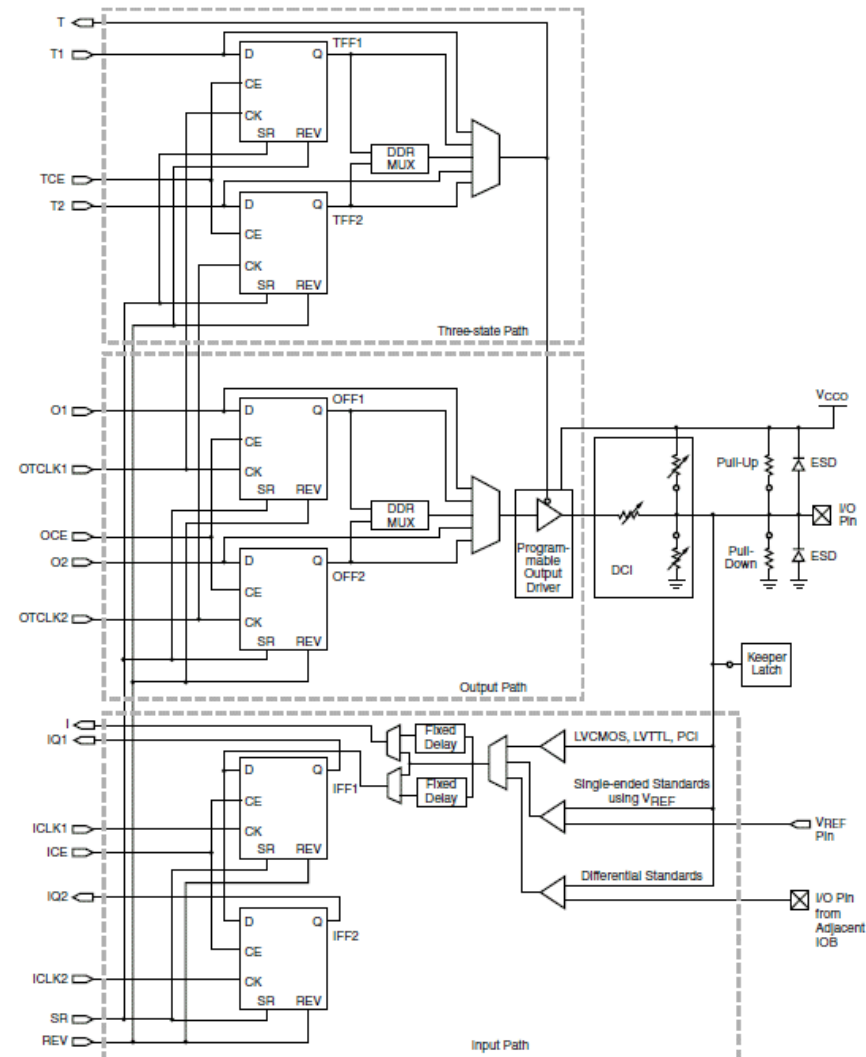 T
T1
D
Q
TFF1
CE
CK
SR
REV
DDR
MUX
TCE
T2
D
Q
TFF2
CE
CK
SR
REV
Three-state Path
O1
D
Q
OFF1
CE
OTCLK1
CK
SR
REV
DDR
MUX
OCE
O2
D
Q
OFF2
CE
OTCLK2
CK
SR
REV
Program-
mable
Output
Driver
DCI
VCCO
Pull-Up
ESD
I/O
Pin
Pull-
Down
ESD
Keeper
Latch
Output Path
I
IQ1
Fixed
Delay
LVCMOS, LVTTL, PCI
D
Q
IFF1
Fixed
Delay
CE
Single-ended Standards
using VREF
ICLK1
CK
VREF
Pin
ICE
SR
REV
Differential Standards
IQ2
D
Q
IFF2
I/O Pin
from
Adjacent
IOB
CE
ICLK2
CK
SR
REV
SR
REV
Input Path